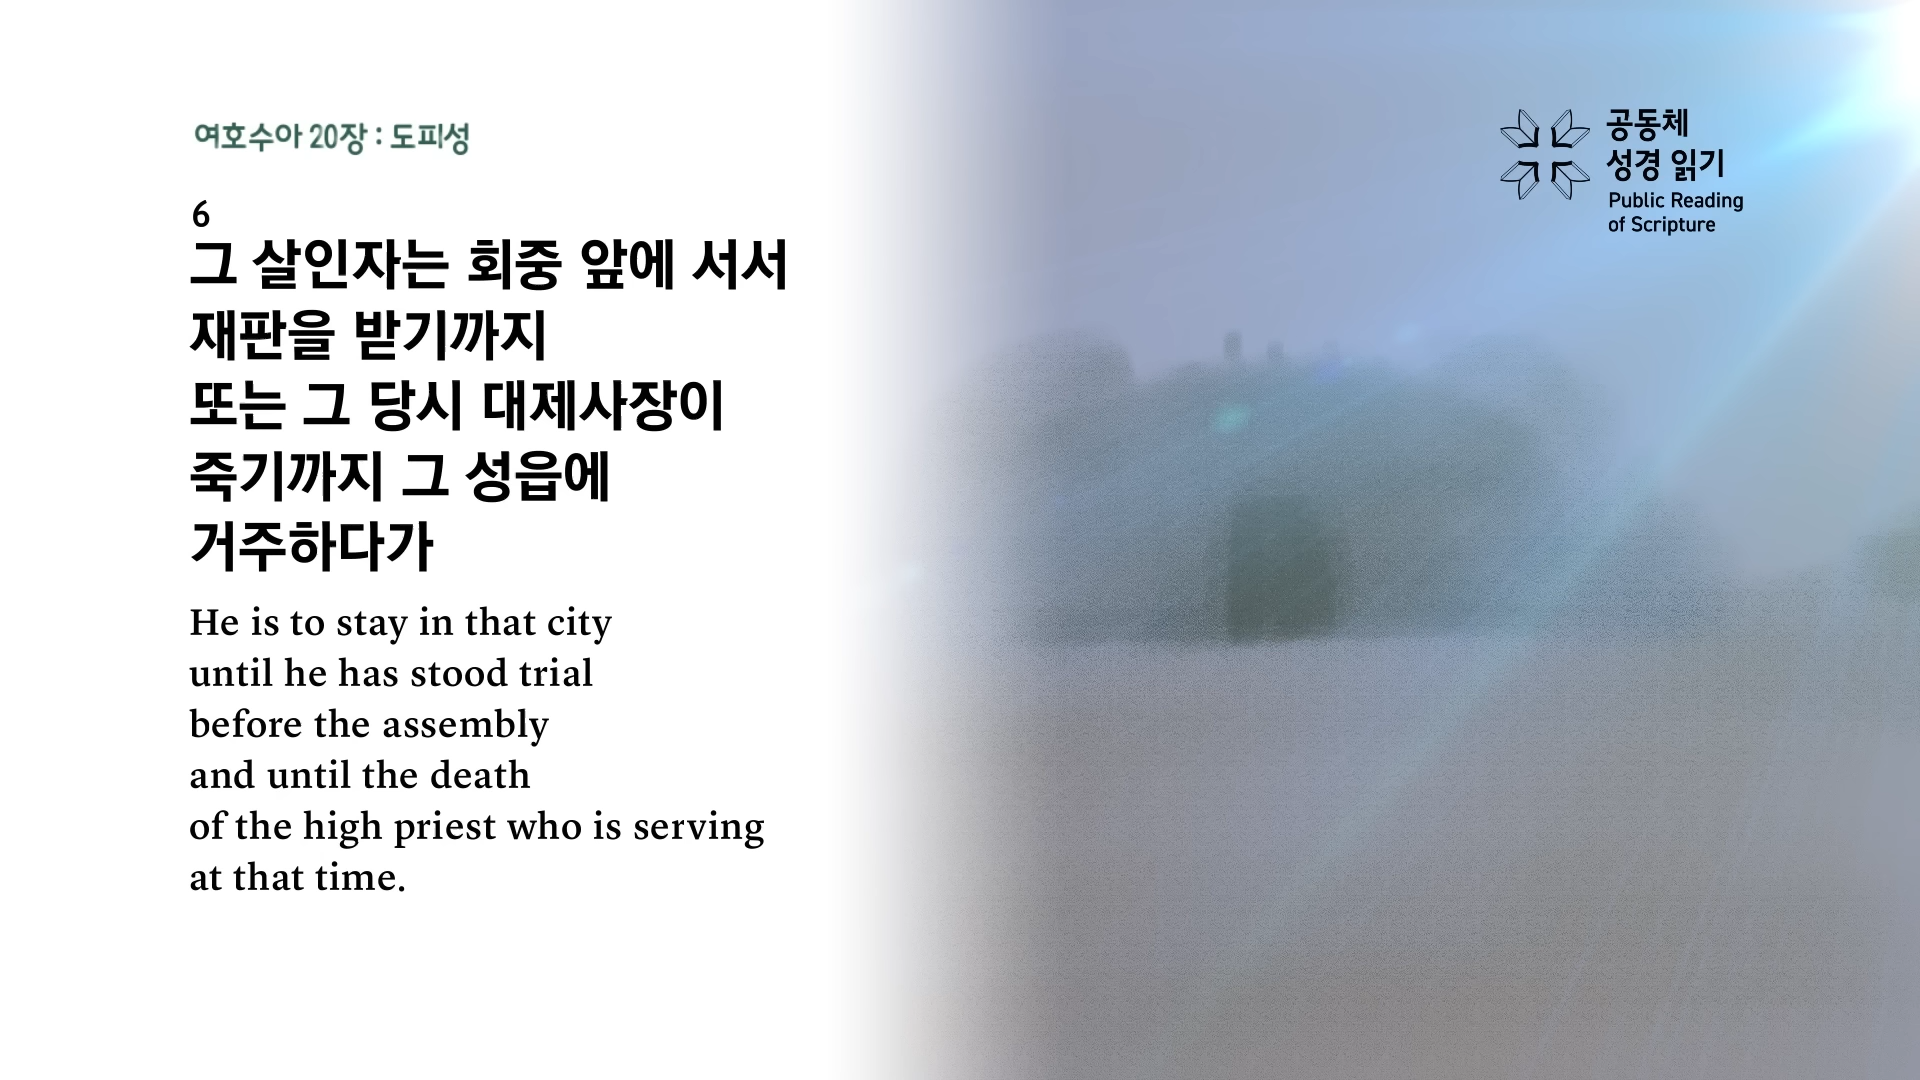 여호수아 20장 : 도피성
6
그 살인자는 회중 앞에 서서
재판을 받기까지
또는 그 당시 대제사장이
죽기까지 그 성읍에
거주하다가
He is to stay in that city
until he has stood trial
before the assembly
and until the death
of the high priest who is serving
at that time.
공동체
성경 읽기
Public Reading
of Scripture